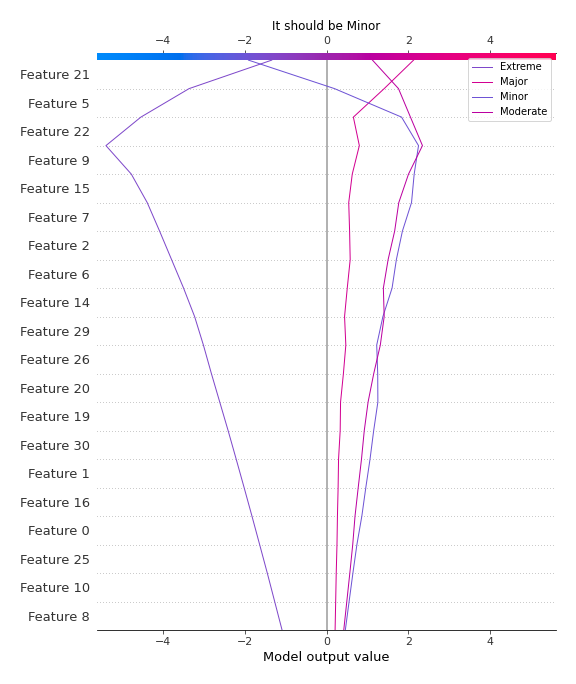 It should be Minor
−4 −2 0 2 4
Extreme
Major
Minor
Moderate
Feature 21
Feature 5
Feature 22
Feature 9
Feature 15
Feature 7
Feature 2
Feature 6
Feature 14
Feature 29
Feature 26
Feature 20
Feature 19
Feature 30
Feature 1
Feature 16
Feature 0
Feature 25
Feature 10
Feature 8
−4 −2 0 2 4
Model output value